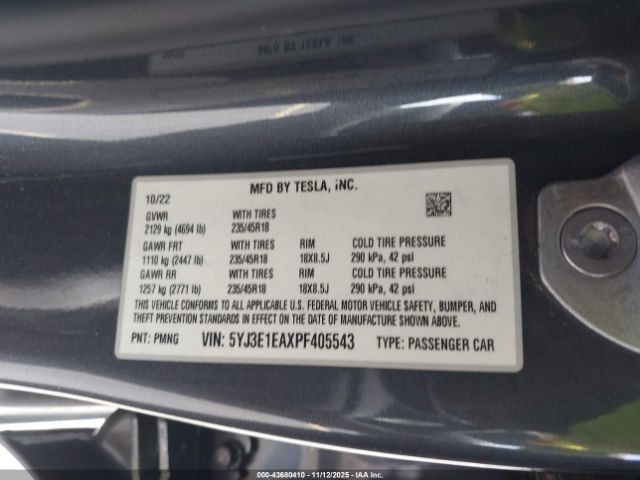 MFD BY TESLA, INC.
10/22
GVWR WITH TIRES
2129 kg (4694 lb) 235/45R18
GAWR FRT WITH TIRES RIM COLD TIRE PRESSURE
1110 kg (2447 lb) 235/45R18 18X8.5J 290 kPa, 42 psi
GAWR RR WITH TIRES RIM COLD TIRE PRESSURE
1257 kg (2771 lb) 235/45R18 18X8.5J 290 kPa, 42 psi
THIS VEHICLE CONFORMS TO ALL APPLICABLE U.S. FEDERAL MOTOR VEHICLE SAFETY, BUMPER, AND
THEFT PREVENTION STANDARDS IN EFFECT ON THE DATE OF MANUFACTURE SHOWN ABOVE.
PNT: PMNG VIN: 5YJ3E1EAXPF405543 TYPE: PASSENGER CAR
000-43680410 - 11/12/2025 - IAA Inc.